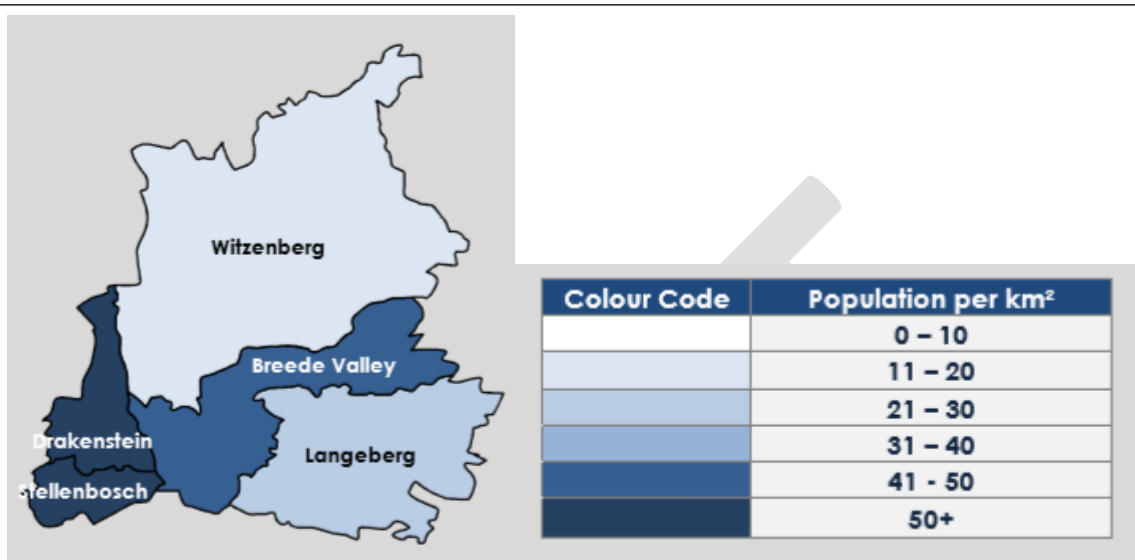 Witzenberg
Breede Valley
Drakenstein
Langeberg
Stellenbosch
Colour Code Population per km²
0 – 10
11 – 20
21 – 30
31 – 40
41 - 50
50+